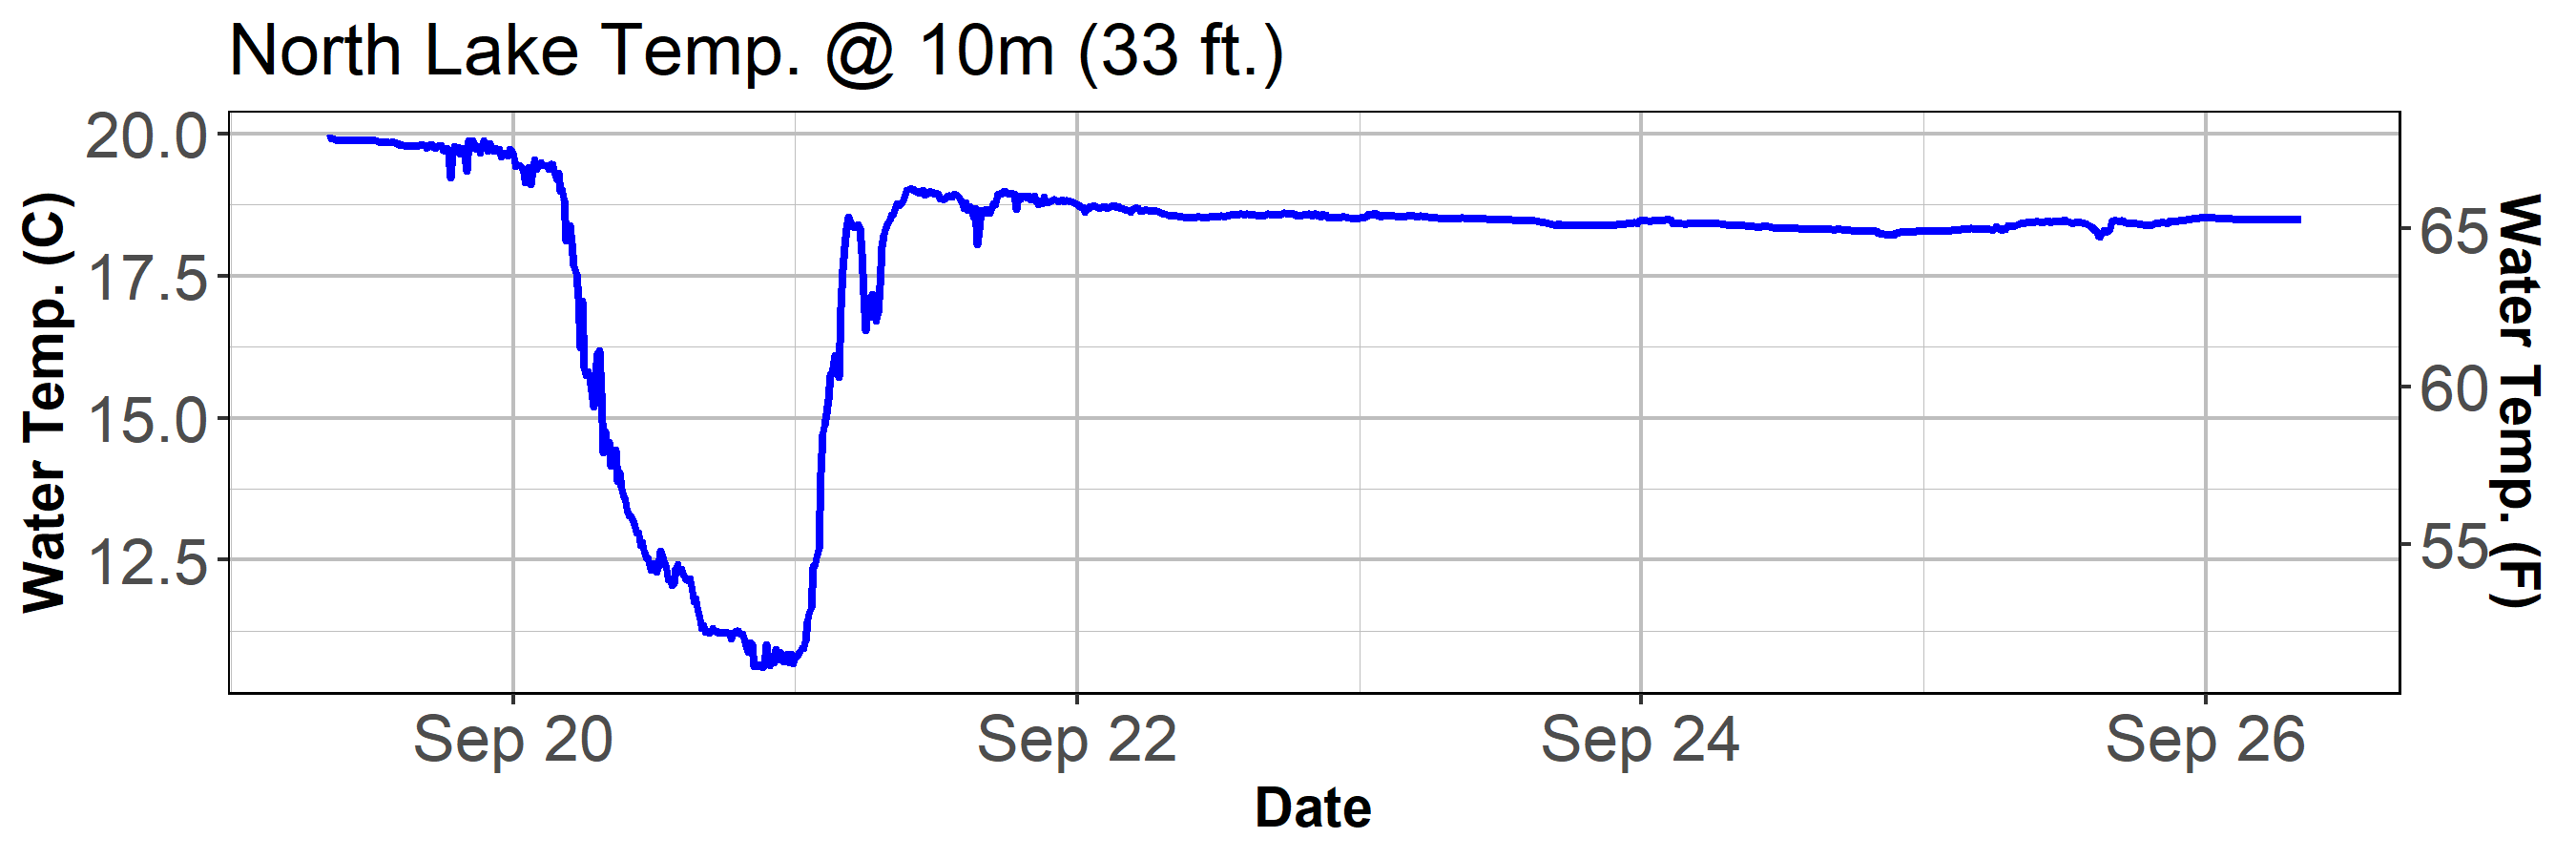 North Lake Temp. @ 10m (33 ft.)
Water Temp. (C)
20.0
17.5
15.0
12.5
65
60
55
Water Temp. (F)
Sep 20
Sep 22
Sep 24
Sep 26
Date